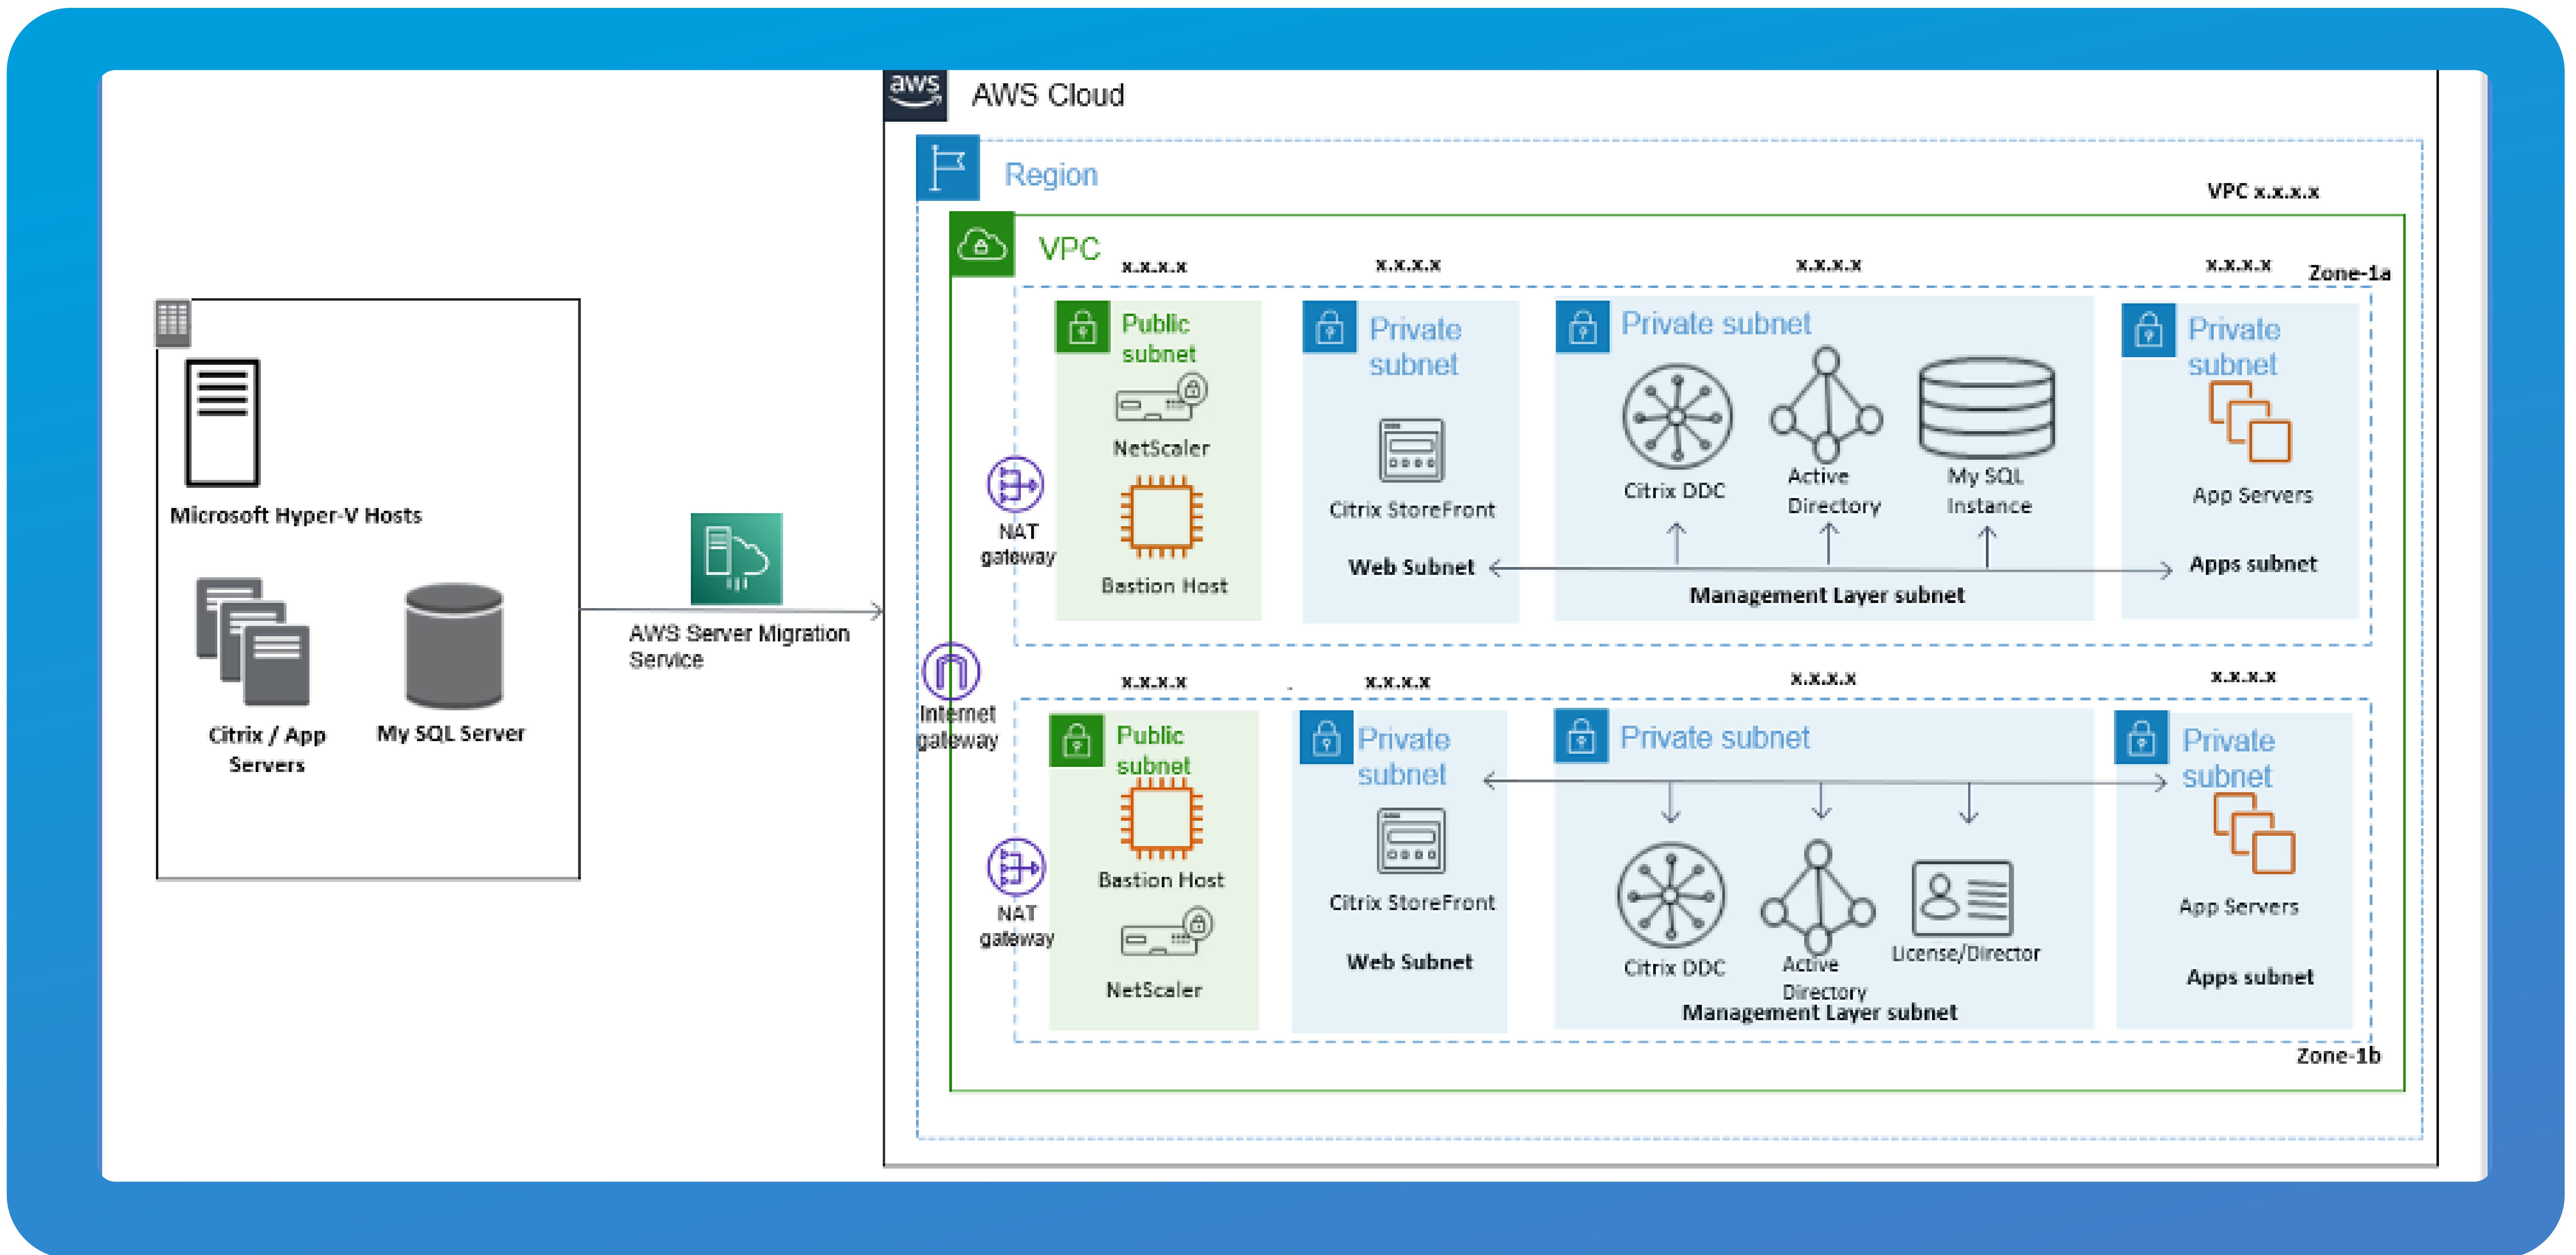 aws
AWS Cloud
Region
VPC x.x.x.x
VPC
x.x.x.x
x.x.x.x
x.x.x.x
x.x.x.x
Zone-1a
Public
subnet
NetScaler
Bastion Host
NAT
gateway
Private
subnet
Citrix StoreFront
Web Subnet
Private subnet
Citrix DDC
Active
Directory
My SQL
Instance
Management Layer subnet
Private
subnet
App Servers
Apps subnet
Microsoft Hyper-V Hosts
Citrix / App
Servers
My SQL Server
AWS Server Migration
Service
Internet
gateway
x.x.x.x
x.x.x.x
x.x.x.x
x.x.x.x
Public
subnet
Bastion Host
NetScaler
NAT
gateway
Private
subnet
Citrix StoreFront
Web Subnet
Private subnet
Citrix DDC
Active
Directory
License/Director
Management Layer subnet
Private
subnet
App Servers
Apps subnet
Zone-1b